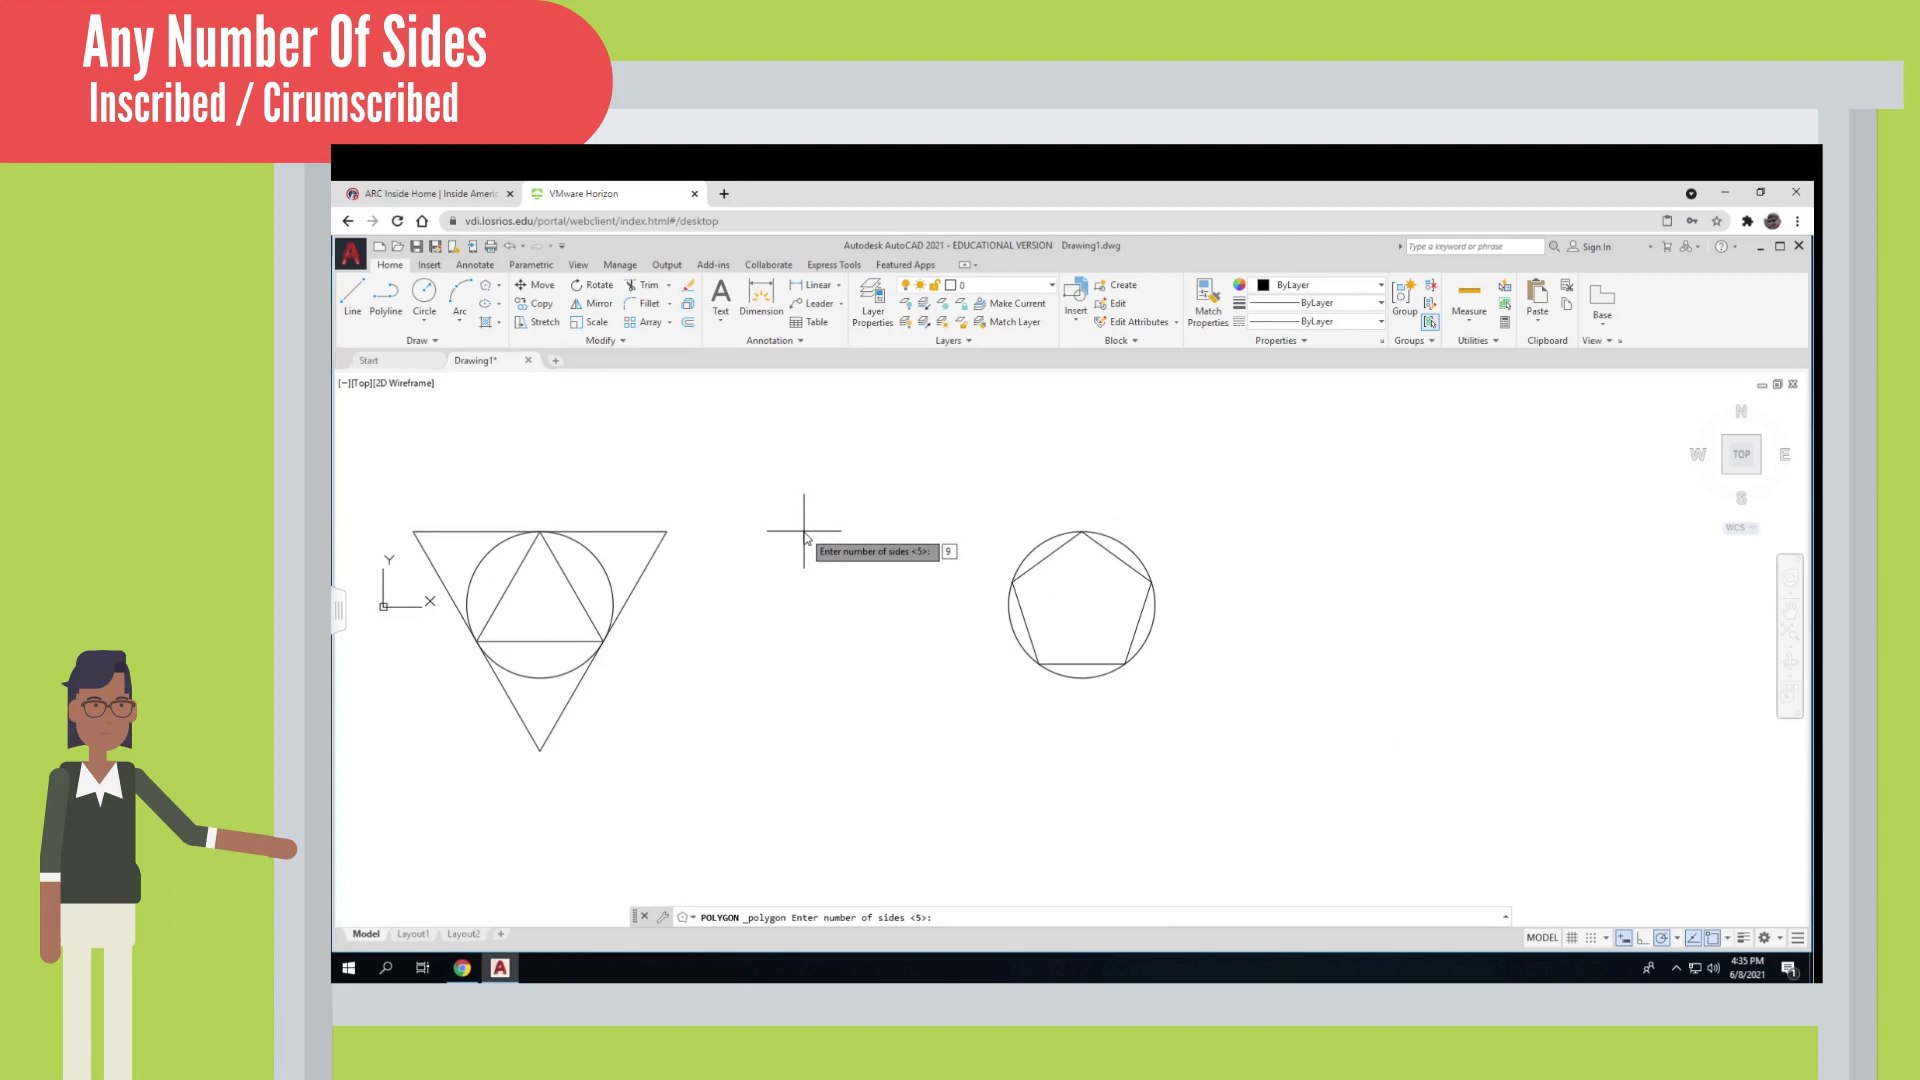 Any Number Of Sides
Inscribed / Cirumscribed
ARC Inside Home | Inside Ameri
VMware Horizon
vdi.losrios.edu/portal/webclient/index.html#/desktop
Autodesk AutoCAD 2021 - EDUCATIONAL VERSION Drawing1.dwg
Type a keyword or phrase
Sign In
Home Insert Annotate Parametric View Manage Output Add-ins Collaborate Express Tools Featured Apps
Line
Polyline
Circle
Arc
Move
Rotate
Trim
Copy
Mirror
Fillet
Stretch
Scale
Array
Text
Dimension
Linear
Leader
Table
Layer
Properties
0
Make Current
Match Layer
Insert
Create
Edit
Edit Attributes
Match
Properties
ByLayer
ByLayer
ByLayer
Group
Measure
Paste
Base
Draw Modify Annotation Layers Block Properties Groups Utilities Clipboard View
Start
Drawing1*
[−][Top][2D Wireframe]
N
W TOP E
S
WCS
Enter number of sides <5>: 9
Y
X
POLYGON _polygon Enter number of sides <5>:
Model Layout1 Layout2
MODEL
4:35 PM
6/8/2021
1